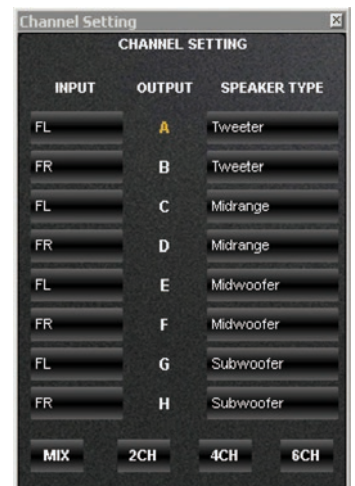 Channel Setting
CHANNEL SETTING
INPUT OUTPUT SPEAKER TYPE
FL A Tweeter
FR B Tweeter
FL C Midrange
FR D Midrange
FL E Midwoofer
FR F Midwoofer
FL G Subwoofer
FR H Subwoofer
MIX 2CH 4CH 6CH